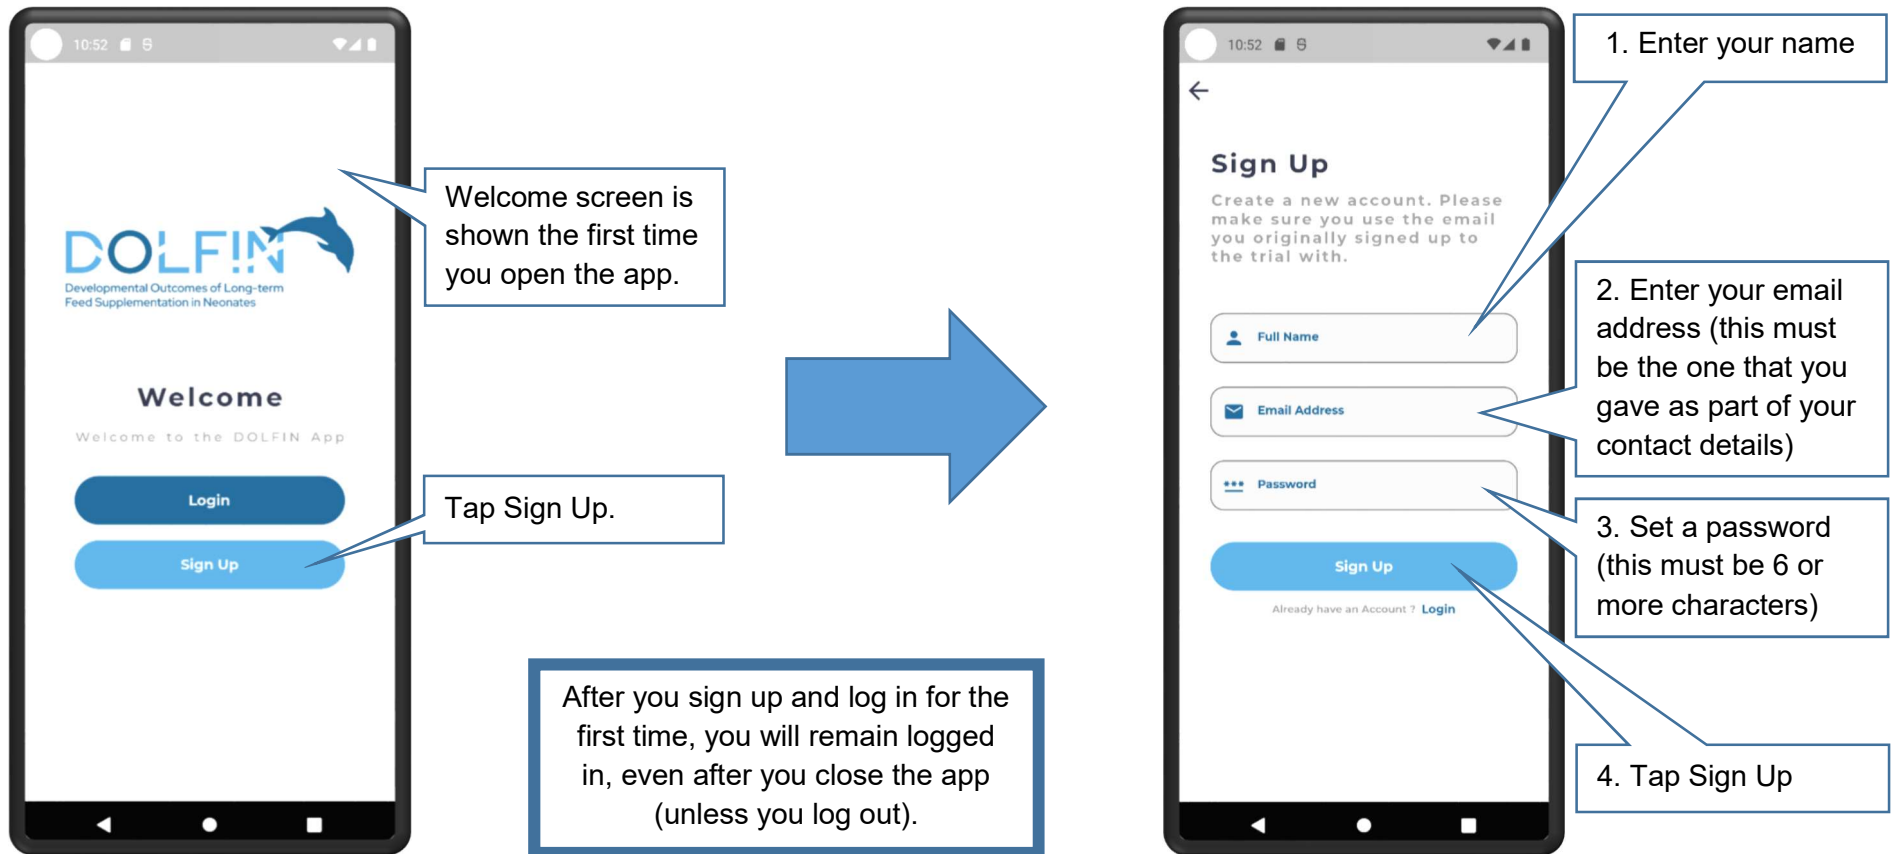 10:52
DOLF!N
Developmental Outcomes of Long-term
Feed Supplementation in Neonates
Welcome
Welcome to the DOLFIN App
Login
Sign Up
Welcome screen is
shown the first time
you open the app.
Tap Sign Up.
After you sign up and log in for the
first time, you will remain logged
in, even after you close the app
(unless you log out).
10:52
Sign Up
Create a new account. Please
make sure you use the email
you originally signed up to
the trial with.
Full Name
Email Address
Password
Sign Up
Already have an Account ? Login
1. Enter your name
2. Enter your email
address (this must
be the one that you
gave as part of your
contact details)
3. Set a password
(this must be 6 or
more characters)
4. Tap Sign Up